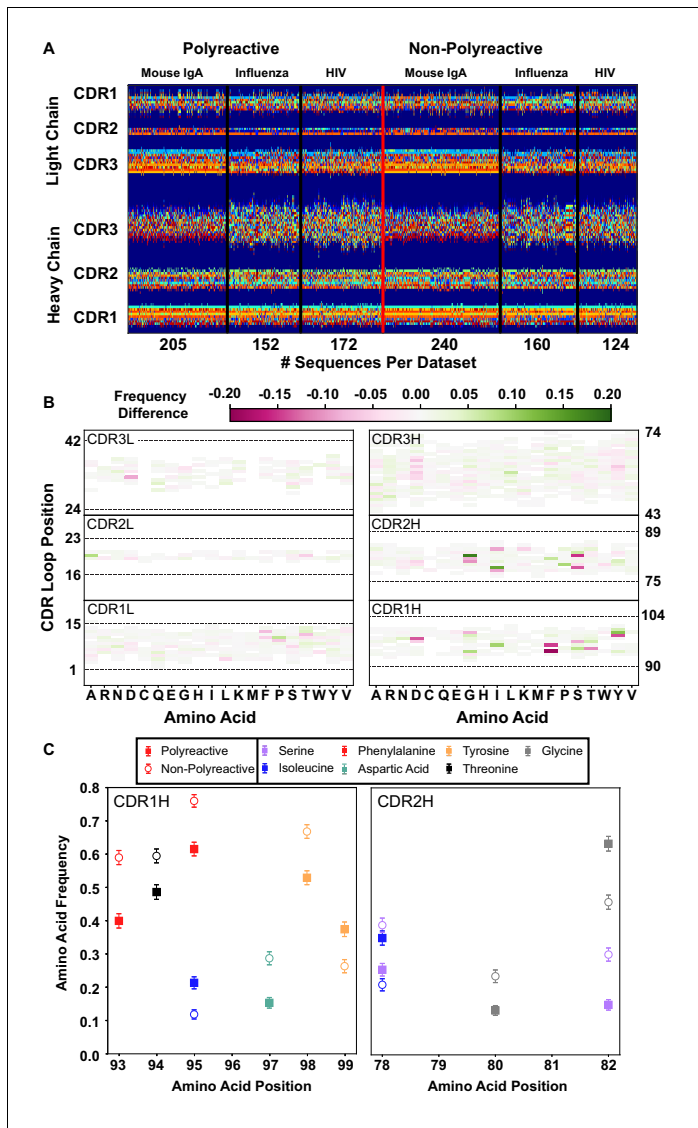 A
Polyreactive Non-Polyreactive
Mouse IgA Influenza HIV Mouse IgA Influenza HIV
Light Chain
CDR1
CDR2
CDR3
Heavy Chain
CDR3
CDR2
CDR1
205 152 172 240 160 124
# Sequences Per Dataset
B
Frequency Difference
-0.20 -0.15 -0.10 -0.05 0.00 0.05 0.10 0.15 0.20
CDR Loop Position
CDR3L
42
24
CDR2L
23
16
CDR1L
15
1
A R N D C Q E G H I L K M F P S T W Y V
Amino Acid
CDR3H
74
43
CDR2H
89
75
CDR1H
104
90
A R N D C Q E G H I L K M F P S T W Y V
Amino Acid
C
Polyreactive Serine Phenylalanine Tyrosine Glycine
Non-Polyreactive Isoleucine Aspartic Acid Threonine
Amino Acid Frequency
0.8
0.7
0.6
0.5
0.4
0.3
0.2
0.1
0.0
CDR1H
93 94 95 96 97 98 99
Amino Acid Position
CDR2H
78 79 80 81 82
Amino Acid Position